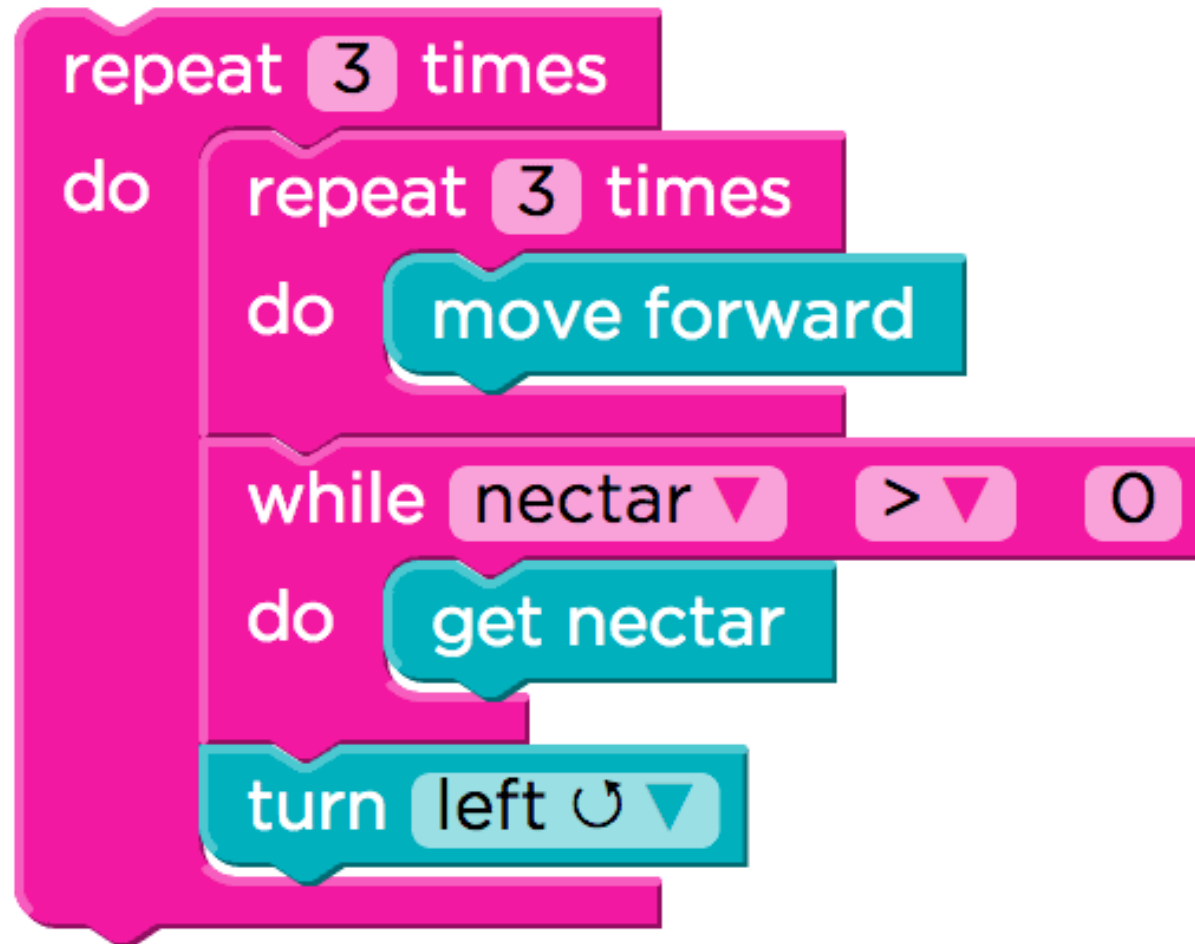 repeat 3 times
do repeat 3 times
do move forward
while nectar ▼ > ▼ 0
do get nectar
turn left ↺ ▼